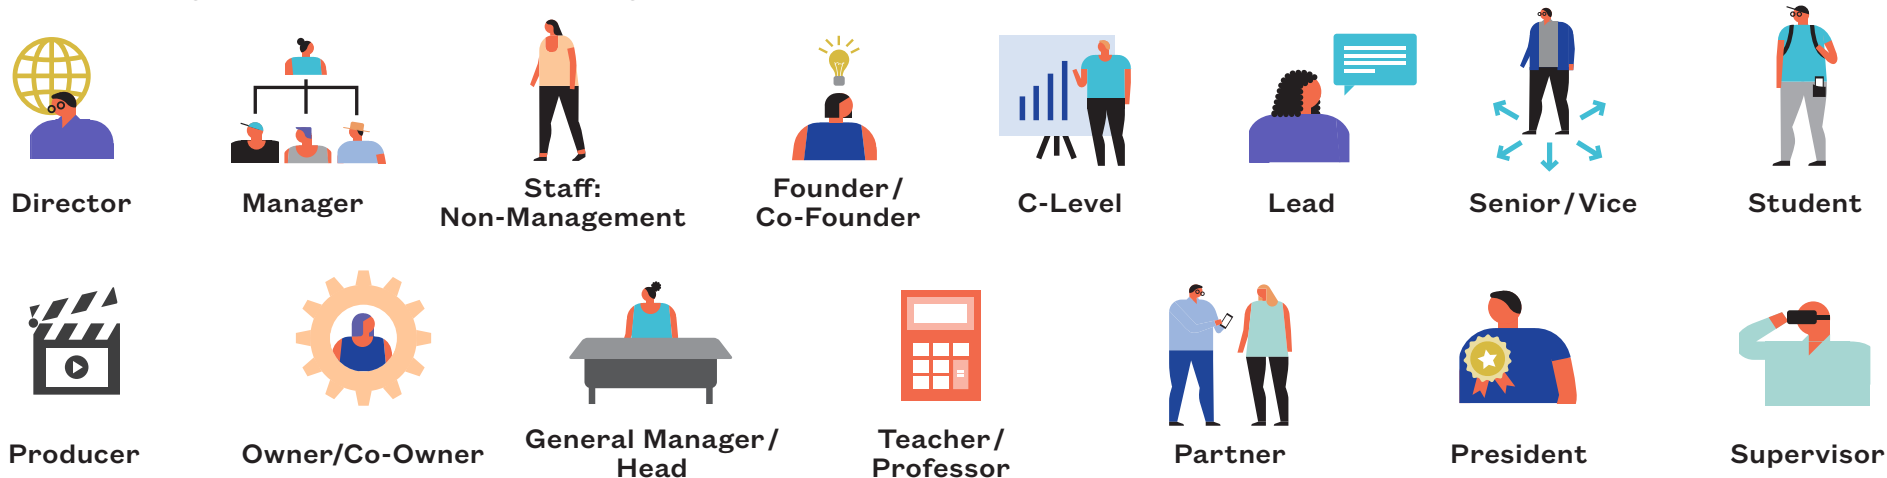 Director
Manager
Staff:
Non-Management
Founder/
Co-Founder
C-Level
Lead
Senior/Vice
Student
Producer
Owner/Co-Owner
General Manager/
Head
Teacher/
Professor
Partner
President
Supervisor